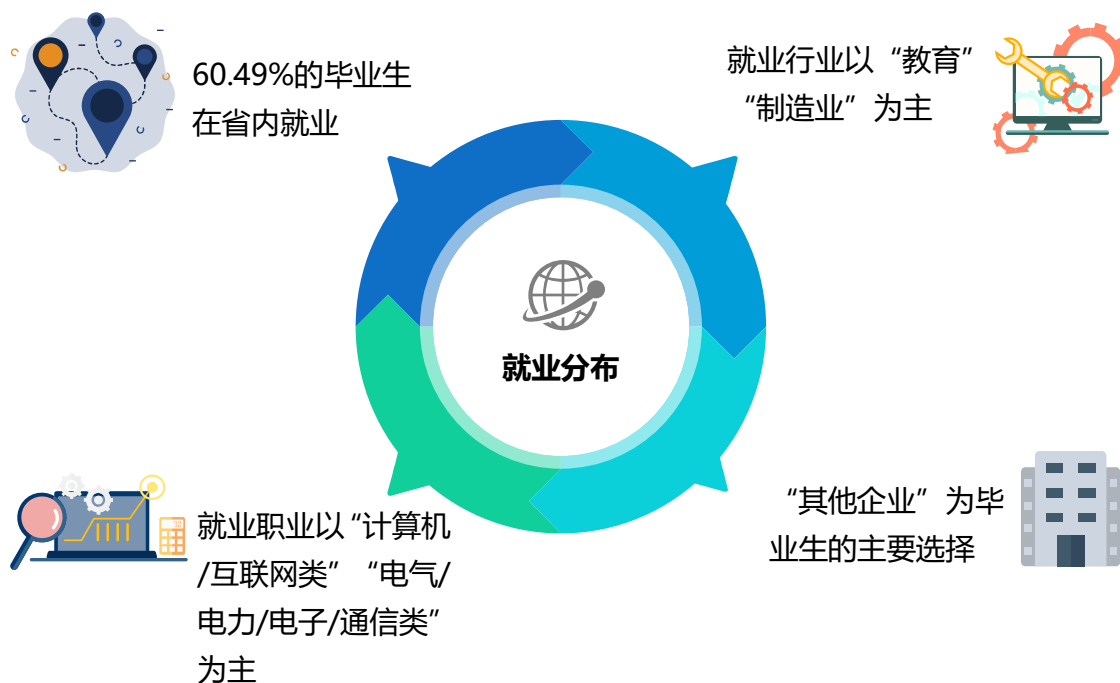 60.49%的毕业生
在省内就业
就业行业以“教育”
“制造业”为主
就业分布
就业职业以“计算机
/互联网类”“电气/
电力/电子/通信类”
为主
“其他企业”为毕
业生的主要选择